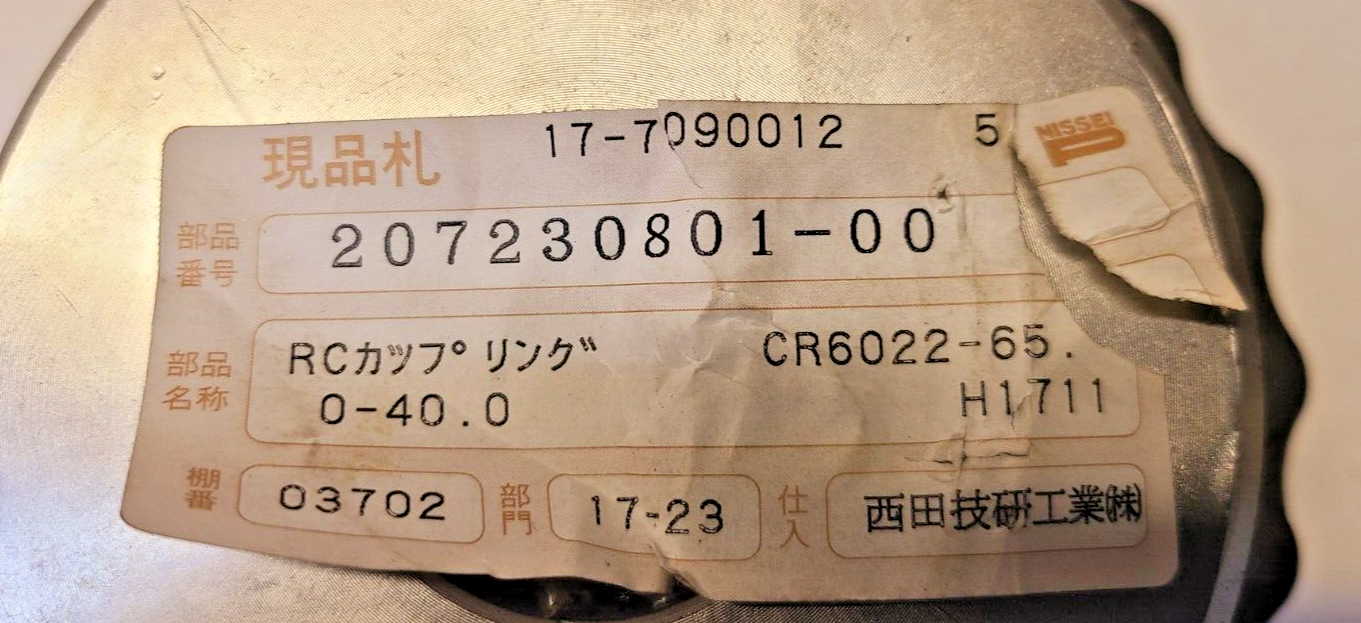 現品札 17-7090012 5 NISSEI
部品番号 207230801-00
部品名称 RCカップリング CR6022-65.
0-40.0 H1711
棚番 03702 部門 17-23 仕入 西田技研工業㈱